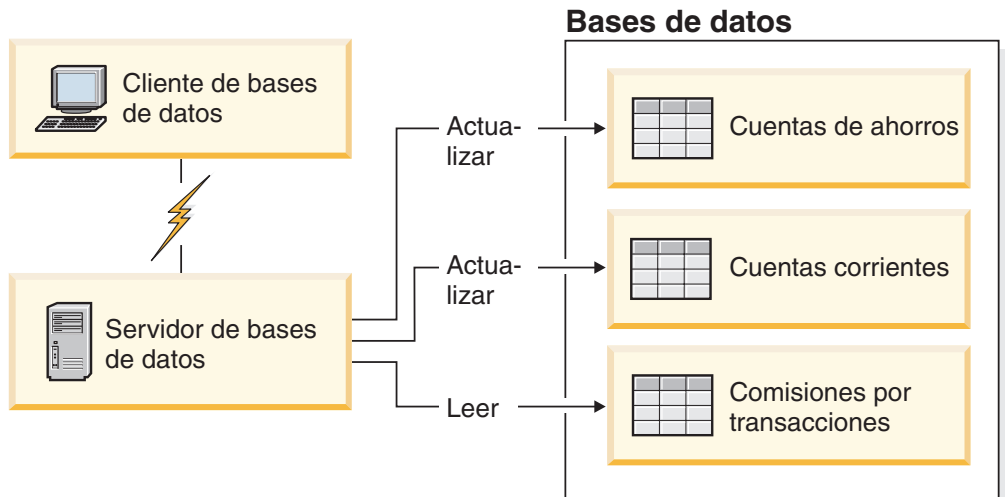 Bases de datos
Cliente de bases
de datos
Actua-
lizar
Cuentas de ahorros
Actua-
lizar
Cuentas corrientes
Servidor de bases
de datos
Leer
Comisiones por
transacciones